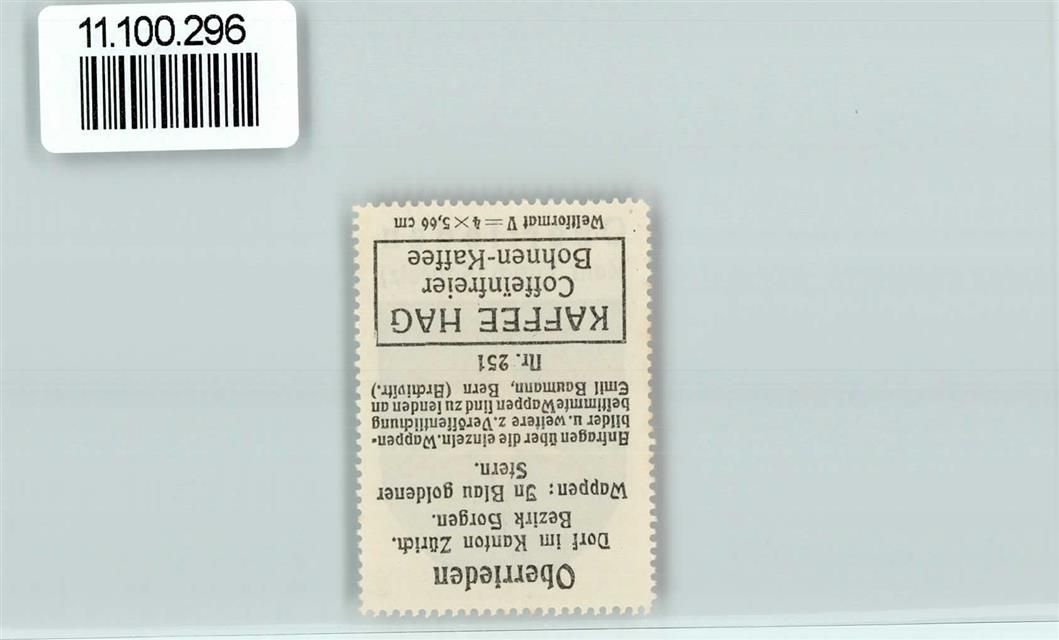 11.100.296
Oberrieden
Dorf im Kanton Zürich.
Bezirk Horgen.
Wappen: In Blau goldener
Stern.
Anfragen über die einzeln. Wappen-
bilder u. weitere z. Veröffentlichung
bestimmte Wappen sind zu senden an
Emil Baumann, Bern (Archivstr.).
Nr. 251
KAFFEE HAG
Coffeïnfreier
Bohnen-Kaffee
Weltformat V = 4 × 5,66 cm